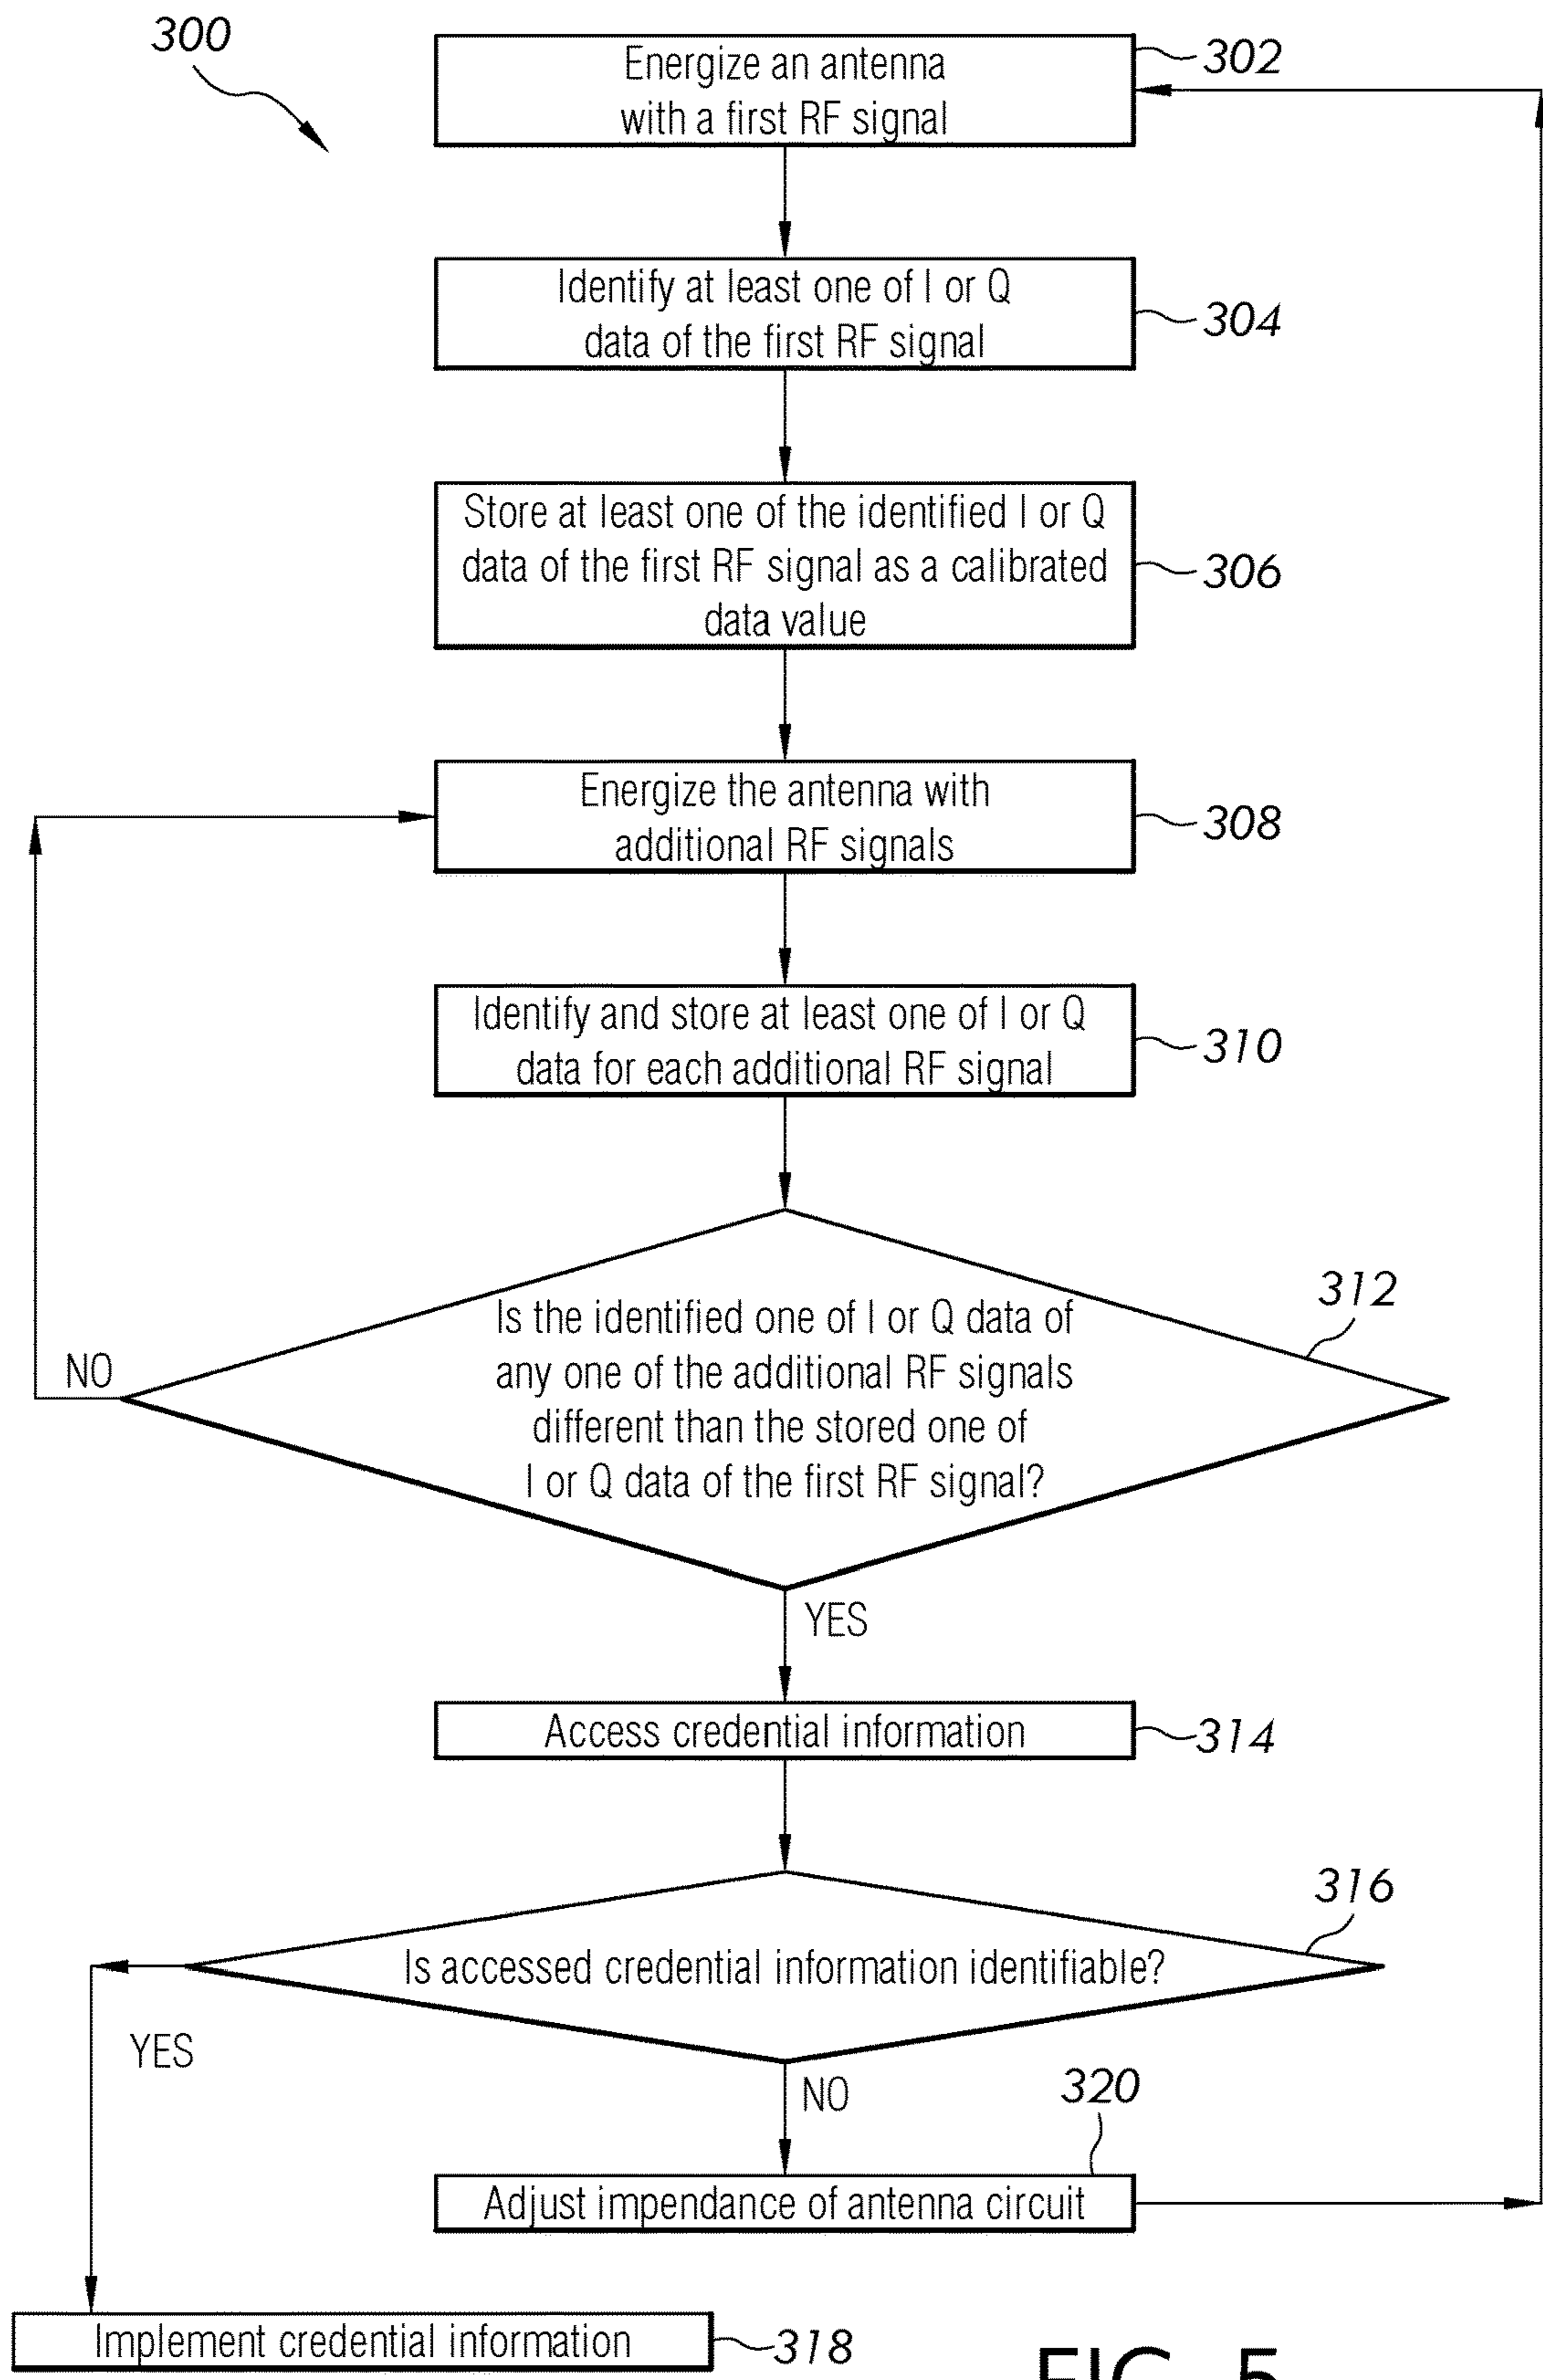 300
Energize an antenna
with a first RF signal
302
Identify at least one of I or Q
data of the first RF signal
304
Store at least one of the identified I or Q
data of the first RF signal as a calibrated
data value
306
Energize the antenna with
additional RF signals
308
Identify and store at least one of I or Q
data for each additional RF signal
310
312
Is the identified one of I or Q data of
any one of the additional RF signals
different than the stored one of
I or Q data of the first RF signal?
NO
YES
Access credential information
314
316
Is accessed credential information identifiable?
YES
NO
320
Adjust impendance of antenna circuit
Implement credential information
318
FIG. 5